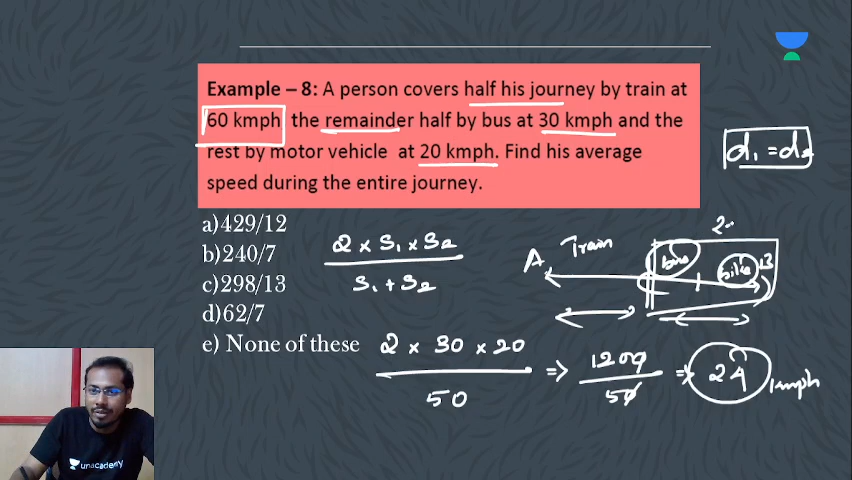 Example – 8: A person covers half his journey by train at
60 kmph the remainder half by bus at 30 kmph and the
rest by motor vehicle at 20 kmph. Find his average
speed during the entire journey.
d₁ = d₂
a)429/12
b)240/7
c)298/13
d)62/7
e) None of these
2 × S₁ × S₂
S₁ + S₂
A Train
bus
bike B
2 × 30 × 20
50
⇒ 1200
50
⇒ 24 kmph
unacademy